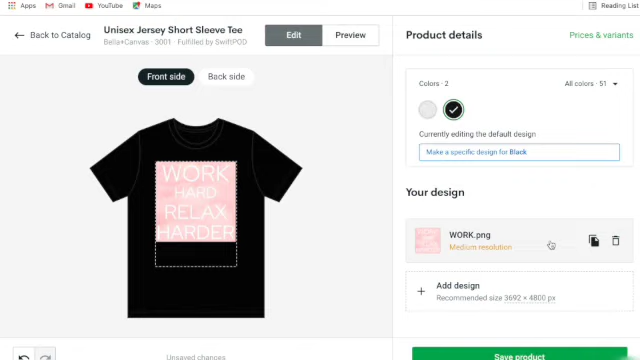 Apps Gmail YouTube Maps Reading List
Back to Catalog
Unisex Jersey Short Sleeve Tee
Bella+Canvas · 3001 · Fulfilled by SwiftPOD
Edit Preview
Product details
Prices & variants
Front side Back side
Colors · 2
All colors · 51
Currently editing the default design
Make a specific design for Black
WORK
HARD
RELAX
HARDER
Your design
WORK.png
Medium resolution
Add design
Recommended size 3692 × 4800 px
Unsaved changes
Save product